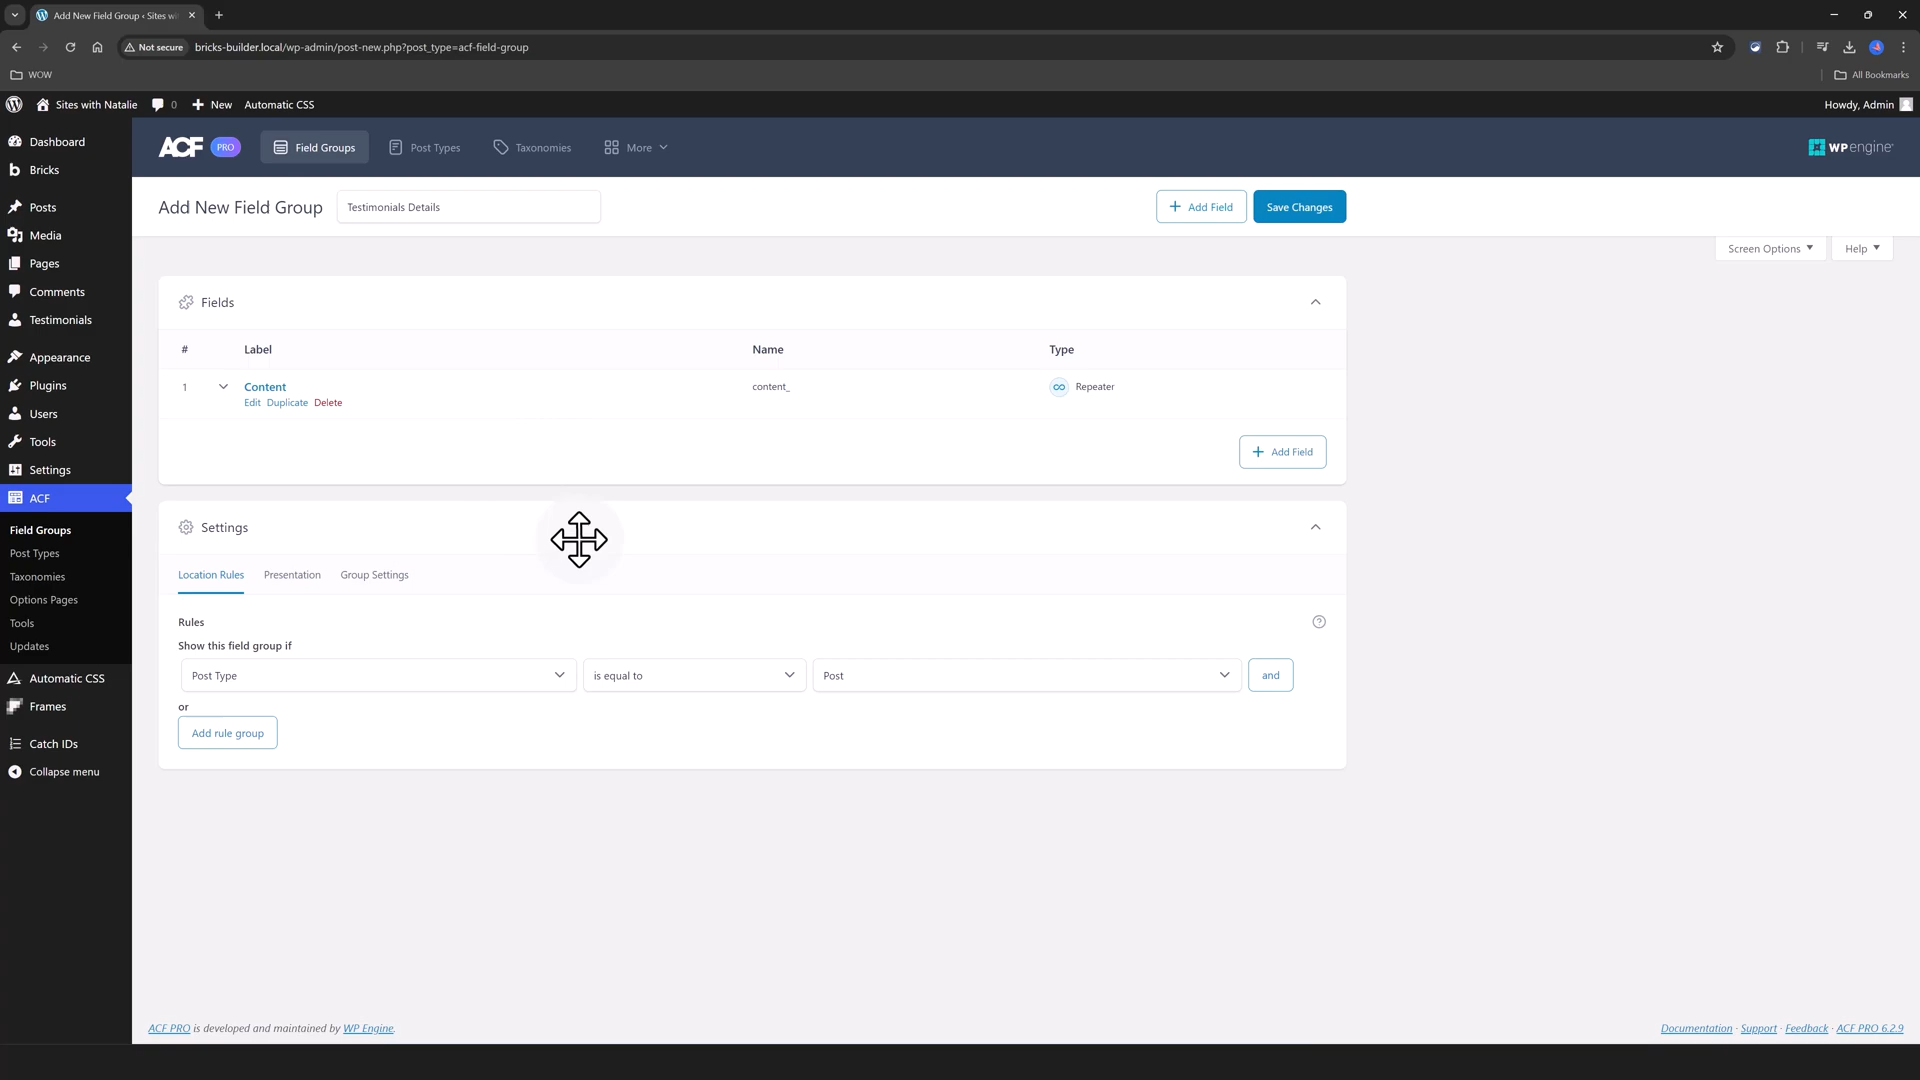 Add New Field Group ‹ Sites wi
Not secure
bricks-builder.local/wp-admin/post-new.php?post_type=acf-field-group
WOW
All Bookmarks
Sites with Natalie
0
New
Automatic CSS
Howdy, Admin
Dashboard
Bricks
Posts
Media
Pages
Comments
Testimonials
Appearance
Plugins
Users
Tools
Settings
ACF
Field Groups
Post Types
Taxonomies
Options Pages
Tools
Updates
Automatic CSS
Frames
Catch IDs
Collapse menu
ACF PRO
Field Groups
Post Types
Taxonomies
More
WP engine
Add New Field Group
Testimonials Details
Add Field
Save Changes
Screen Options
Help
Fields
# Label Name Type
1 Content content_ Repeater
Edit Duplicate Delete
Add Field
Settings
Location Rules Presentation Group Settings
Rules
Show this field group if
Post Type is equal to Post and
or
Add rule group
ACF PRO is developed and maintained by WP Engine.
Documentation · Support · Feedback · ACF PRO 6.2.9